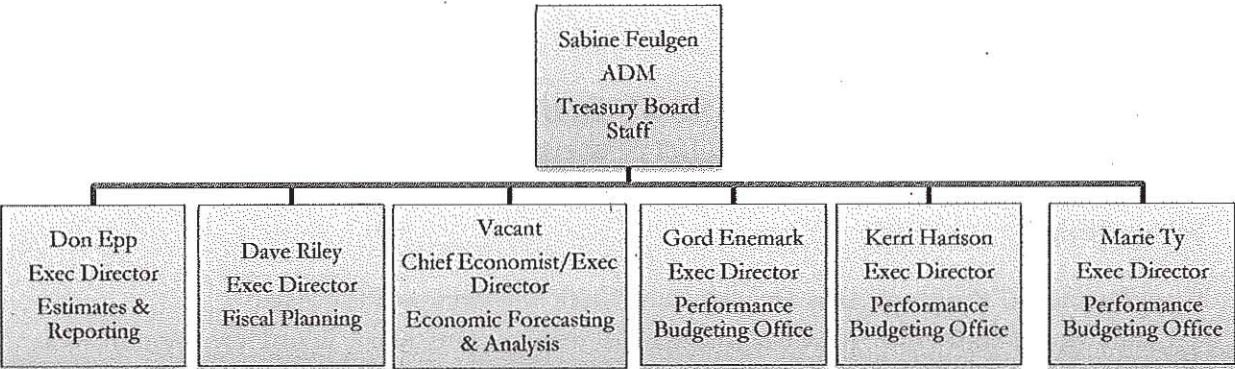 Sabine Feulgen
ADM
Treasury Board
Staff
Don Epp
Exec Director
Estimates &
Reporting
Dave Riley
Exec Director
Fiscal Planning
Vacant
Chief Economist/Exec
Director
Economic Forecasting
& Analysis
Gord Enemark
Exec Director
Performance
Budgeting Office
Kerri Harison
Exec Director
Performance
Budgeting Office
Marie Ty
Exec Director
Performance
Budgeting Office